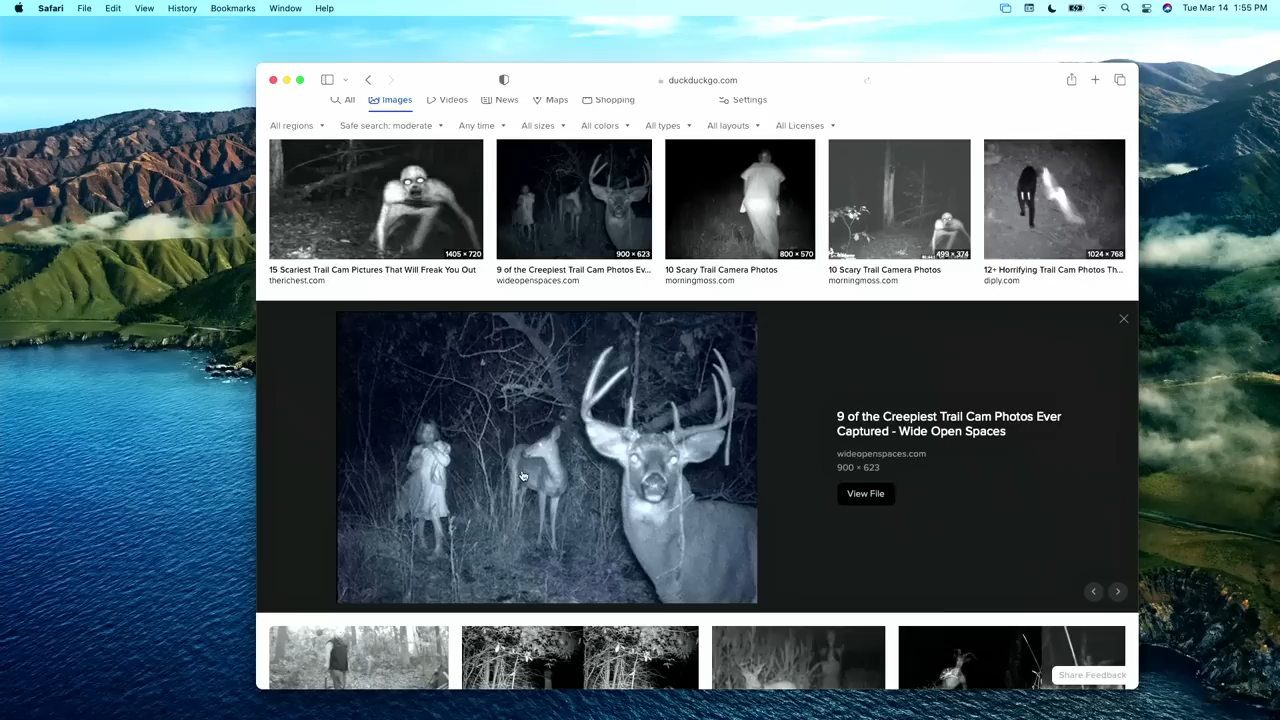 Safari File Edit View History Bookmarks Window Help Tue Mar 14 1:55 PM
duckduckgo.com
All Images Videos News Maps Shopping Settings
All regions Safe search: moderate Any time All sizes All colors All types All layouts All Licenses
1405 × 720 900 × 623 800 × 570 499 × 374 1024 × 768
15 Scariest Trail Cam Pictures That Will Freak You Out 9 of the Creepiest Trail Cam Photos Ev... 10 Scary Trail Camera Photos 10 Scary Trail Camera Photos 12+ Horrifying Trail Cam Photos Th...
therichest.com wideopenspaces.com morningmoss.com morningmoss.com diply.com
9 of the Creepiest Trail Cam Photos Ever
Captured - Wide Open Spaces
wideopenspaces.com
900 × 623
View File
Share Feedback